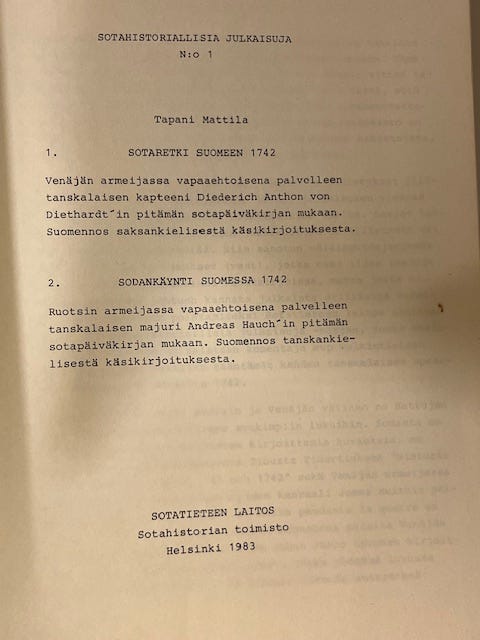 SOTAHISTORIALLISIA JULKAISUJA
N:o 1
Tapani Mattila
1. SOTARETKI SUOMEEN 1742
Venäjän armeijassa vapaaehtoisena palvelleen
tanskalaisen kapteeni Diederich Anthon von
Diethardt´in pitämän sotapäiväkirjan mukaan.
Suomennos saksankielisestä käsikirjoituksesta.
2. SODANKÄYNTI SUOMESSA 1742
Ruotsin armeijassa vapaaehtoisena palvelleen
tanskalaisen majuri Andreas Hauch´in pitämän
sotapäiväkirjan mukaan. Suomennos tanskankie-
lisestä käsikirjoituksesta.
SOTATIETEEN LAITOS
Sotahistorian toimisto
Helsinki 1983